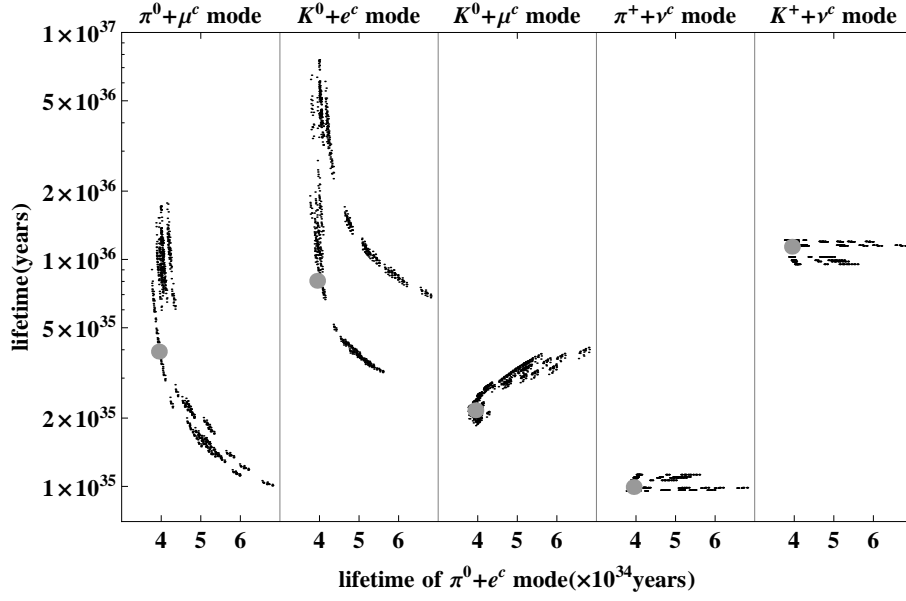 π⁰+μᶜ mode K⁰+eᶜ mode K⁰+μᶜ mode π⁺+νᶜ mode K⁺+νᶜ mode
1×10³⁷
5×10³⁶
2×10³⁶
1×10³⁶
5×10³⁵
2×10³⁵
1×10³⁵
lifetime(years)
4 5 6 4 5 6 4 5 6 4 5 6 4 5 6
lifetime of π⁰+eᶜ mode(×10³⁴years)